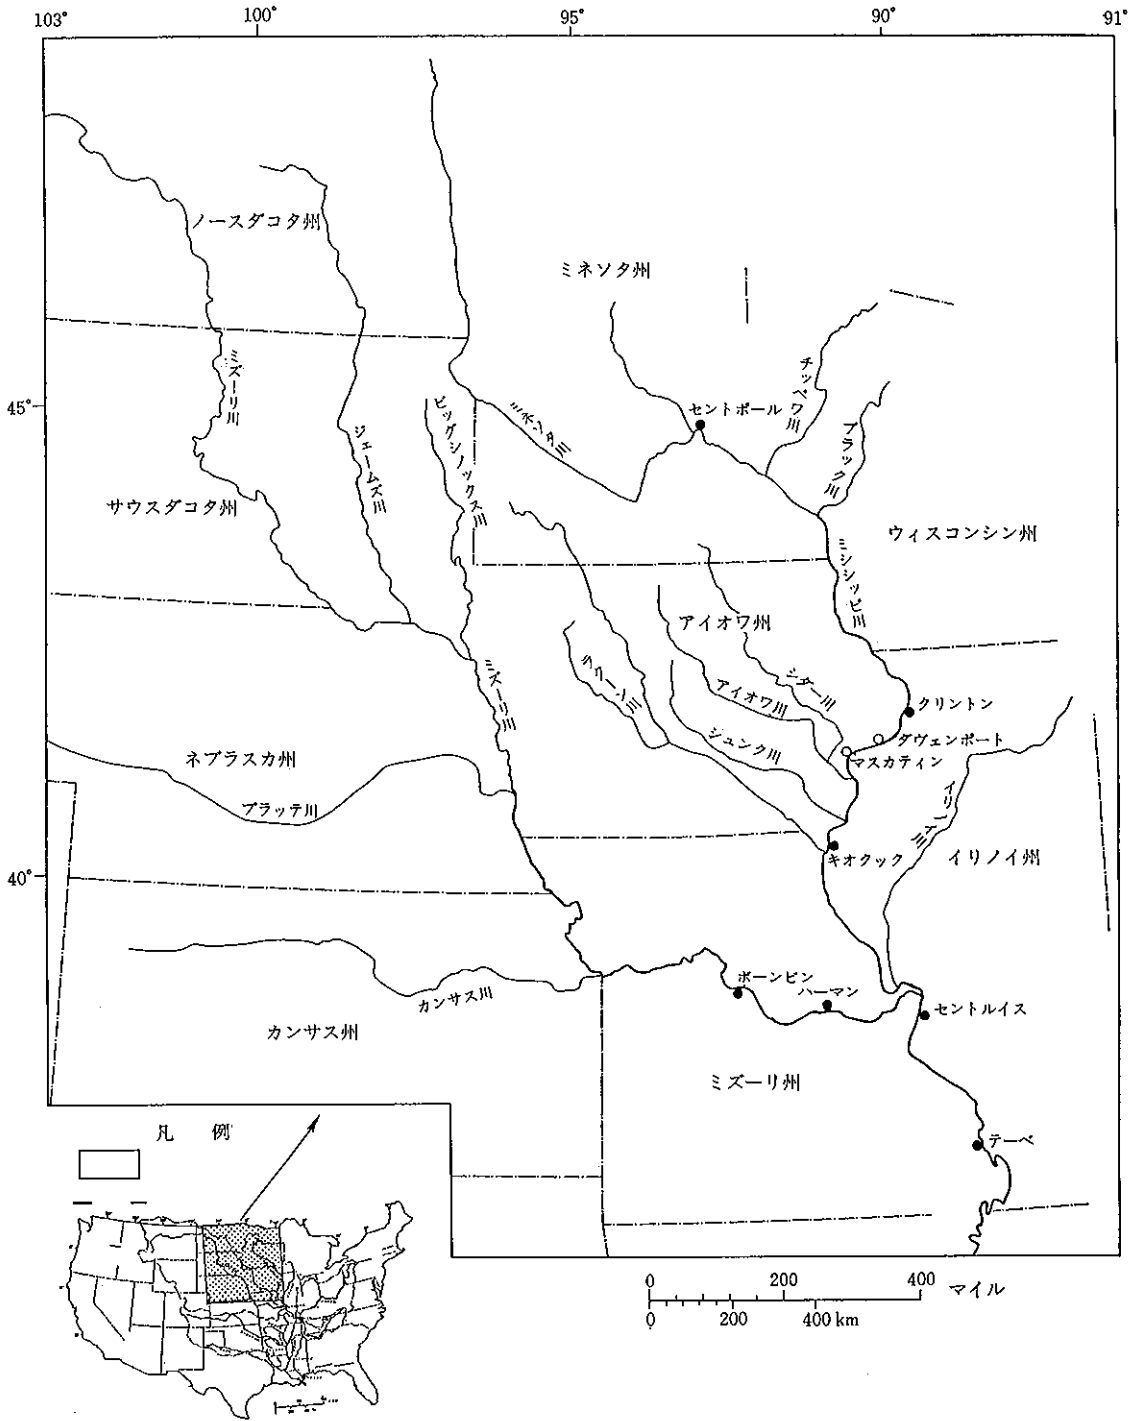 103°
100°
95°
90°
91°
ノースダコタ州
ミネソタ州
ミズーリ川
チッペワ川
45°
セントポール
ビッグシノックス川
ミネソタ川
ジェームズ川
ブラック川
サウスダコタ州
ウィスコンシン州
ミシシッピ川
アイオワ州
ラクーン川
シダー川
ミズーリ川
アイオワ川
クリントン
シュンク川
ダヴェンポート
マスカティン
ネブラスカ州
プラッテ川
イリノイ川
キオクック
イリノイ州
40°
ボーンビン
ハーマン
カンサス川
セントルイス
カンサス州
ミズーリ州
凡 例
テーベ
0 200 400 マイル
0 200 400 km